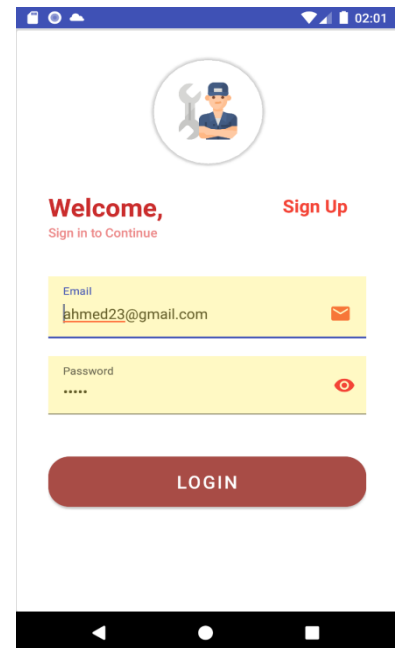 02:01
Welcome,
Sign Up
Sign in to Continue
Email
ahmed23@gmail.com
Password
•••••
LOGIN